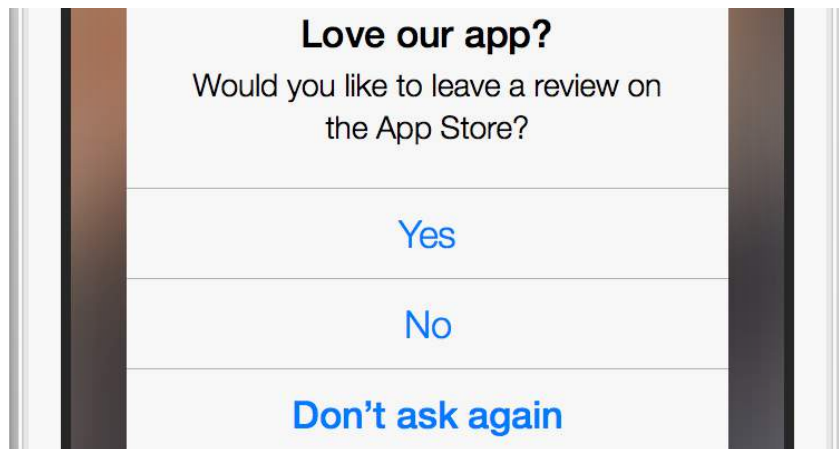 Love our app?
Would you like to leave a review on
the App Store?
Yes
No
Don’t ask again